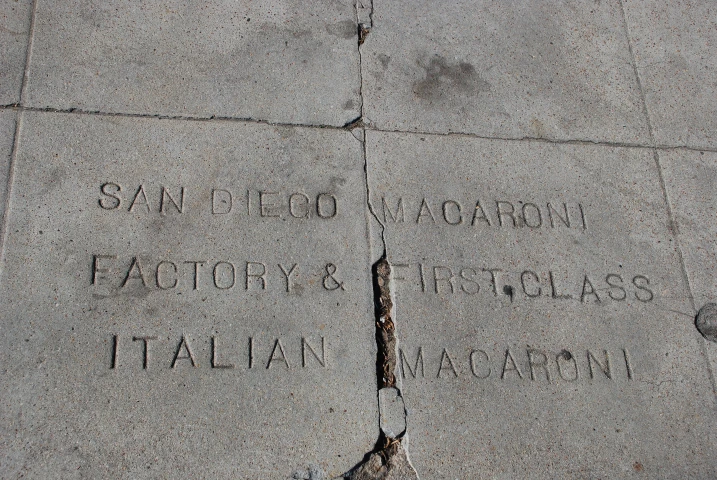 SAN DIEGO MACARONI
FACTORY & FIRST CLASS
ITALIAN MACARONI